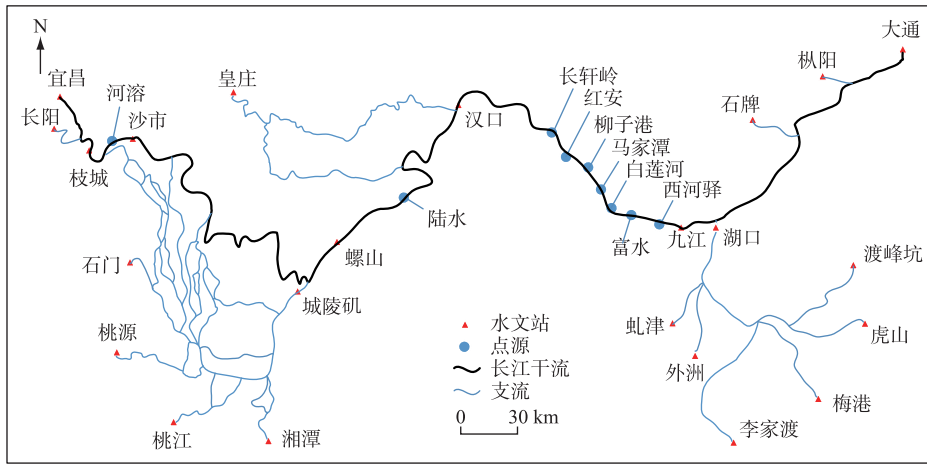 N
宜昌
长阳
河溶
沙市
枝城
皇庄
汉口
长轩岭
红安
柳子港
马家潭
白莲河
西河驿
富水
九江
湖口
大通
枞阳
石牌
陆水
螺山
城陵矶
石门
桃源
桃江
湘潭
渡峰坑
虬津
外洲
虎山
梅港
李家渡
水文站
点源
长江干流
支流
0 30 km